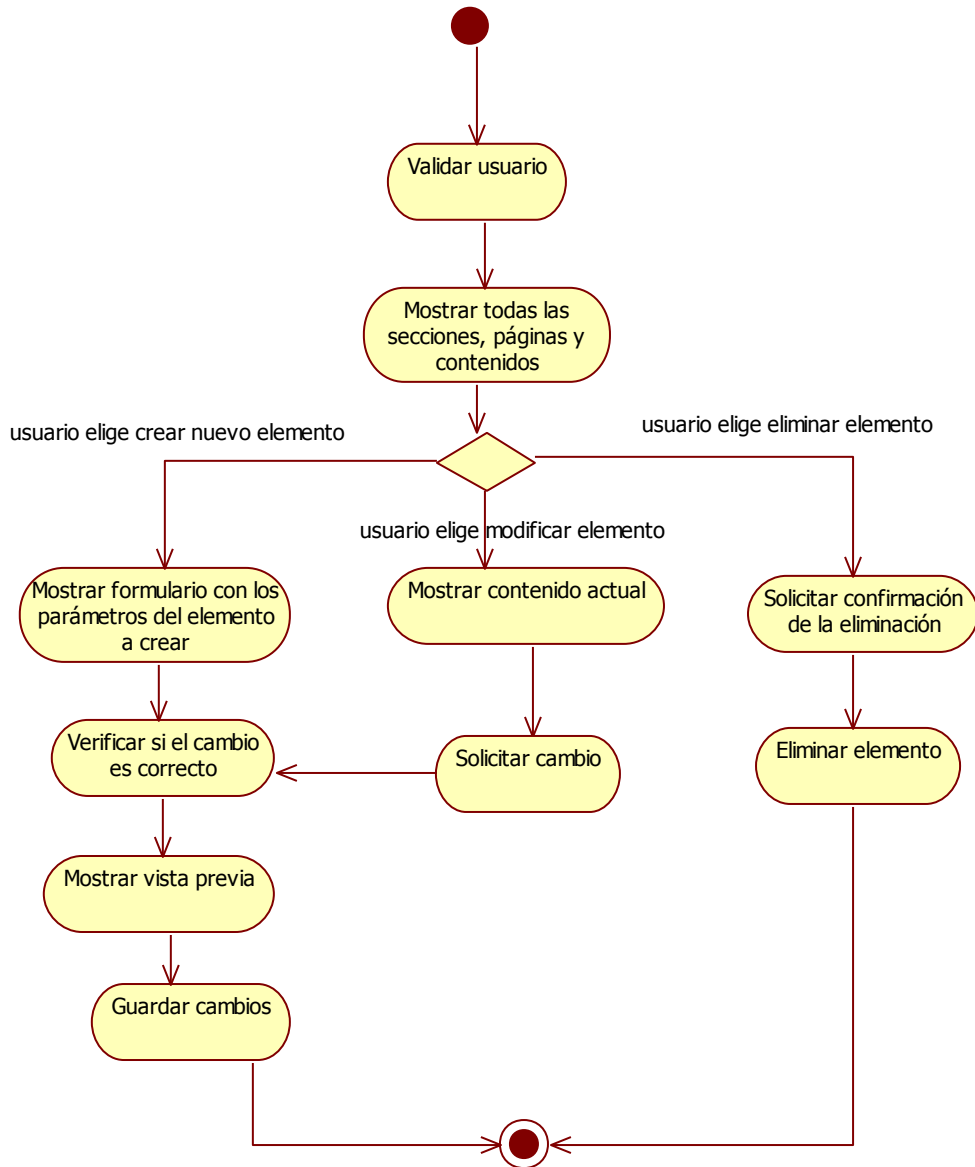 Validar usuario
Mostrar todas las
secciones, páginas y
contenidos
usuario elige crear nuevo elemento
usuario elige eliminar elemento
usuario elige modificar elemento
Mostrar formulario con los
parámetros del elemento
a crear
Mostrar contenido actual
Solicitar confirmación
de la eliminación
Verificar si el cambio
es correcto
Solicitar cambio
Eliminar elemento
Mostrar vista previa
Guardar cambios